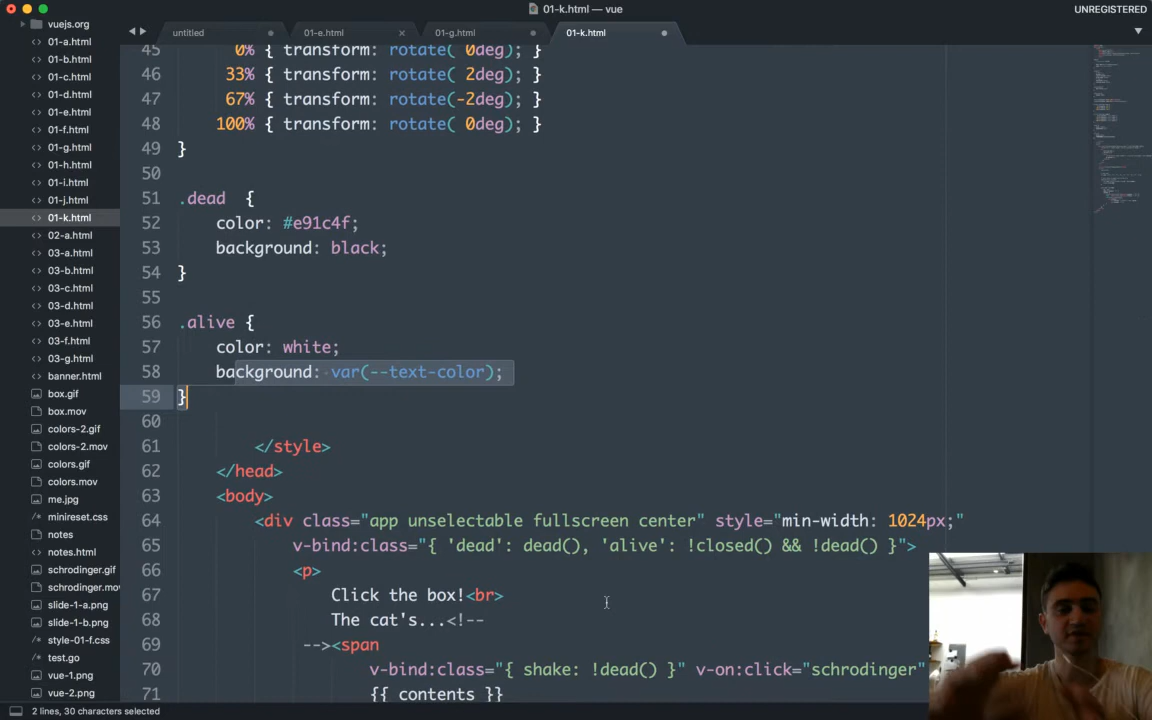 01-k.html — vue
UNREGISTERED
untitled
01-e.html
01-g.html
01-k.html
vuejs.org
01-a.html
01-b.html
01-c.html
01-d.html
01-e.html
01-f.html
01-g.html
01-h.html
01-i.html
01-j.html
01-k.html
02-a.html
03-a.html
03-b.html
03-c.html
03-d.html
03-e.html
03-f.html
03-g.html
banner.html
box.gif
box.mov
colors-2.gif
colors-2.mov
colors.gif
colors.mov
me.jpg
minireset.css
notes
notes.html
schrodinger.gif
schrodinger.mov
slide-1-a.png
slide-1-b.png
style-01-f.css
test.go
vue-1.png
vue-2.png
45 0% { transform: rotate( 0deg); }
46 33% { transform: rotate( 2deg); }
47 67% { transform: rotate(-2deg); }
48 100% { transform: rotate( 0deg); }
49 }
50
51 .dead {
52 color: #e91c4f;
53 background: black;
54 }
55
56 .alive {
57 color: white;
58 background: var(--text-color);
59 }
60
61 </style>
62 </head>
63 <body>
64 <div class="app unselectable fullscreen center" style="min-width: 1024px;"
65 v-bind:class="{ 'dead': dead(), 'alive': !closed() && !dead() }">
66 <p>
67 Click the box!<br>
68 The cat's...<!--
69 --><span
70 v-bind:class="{ shake: !dead() }" v-on:click="schrodinger"
71 {{ contents }}
2 lines, 30 characters selected